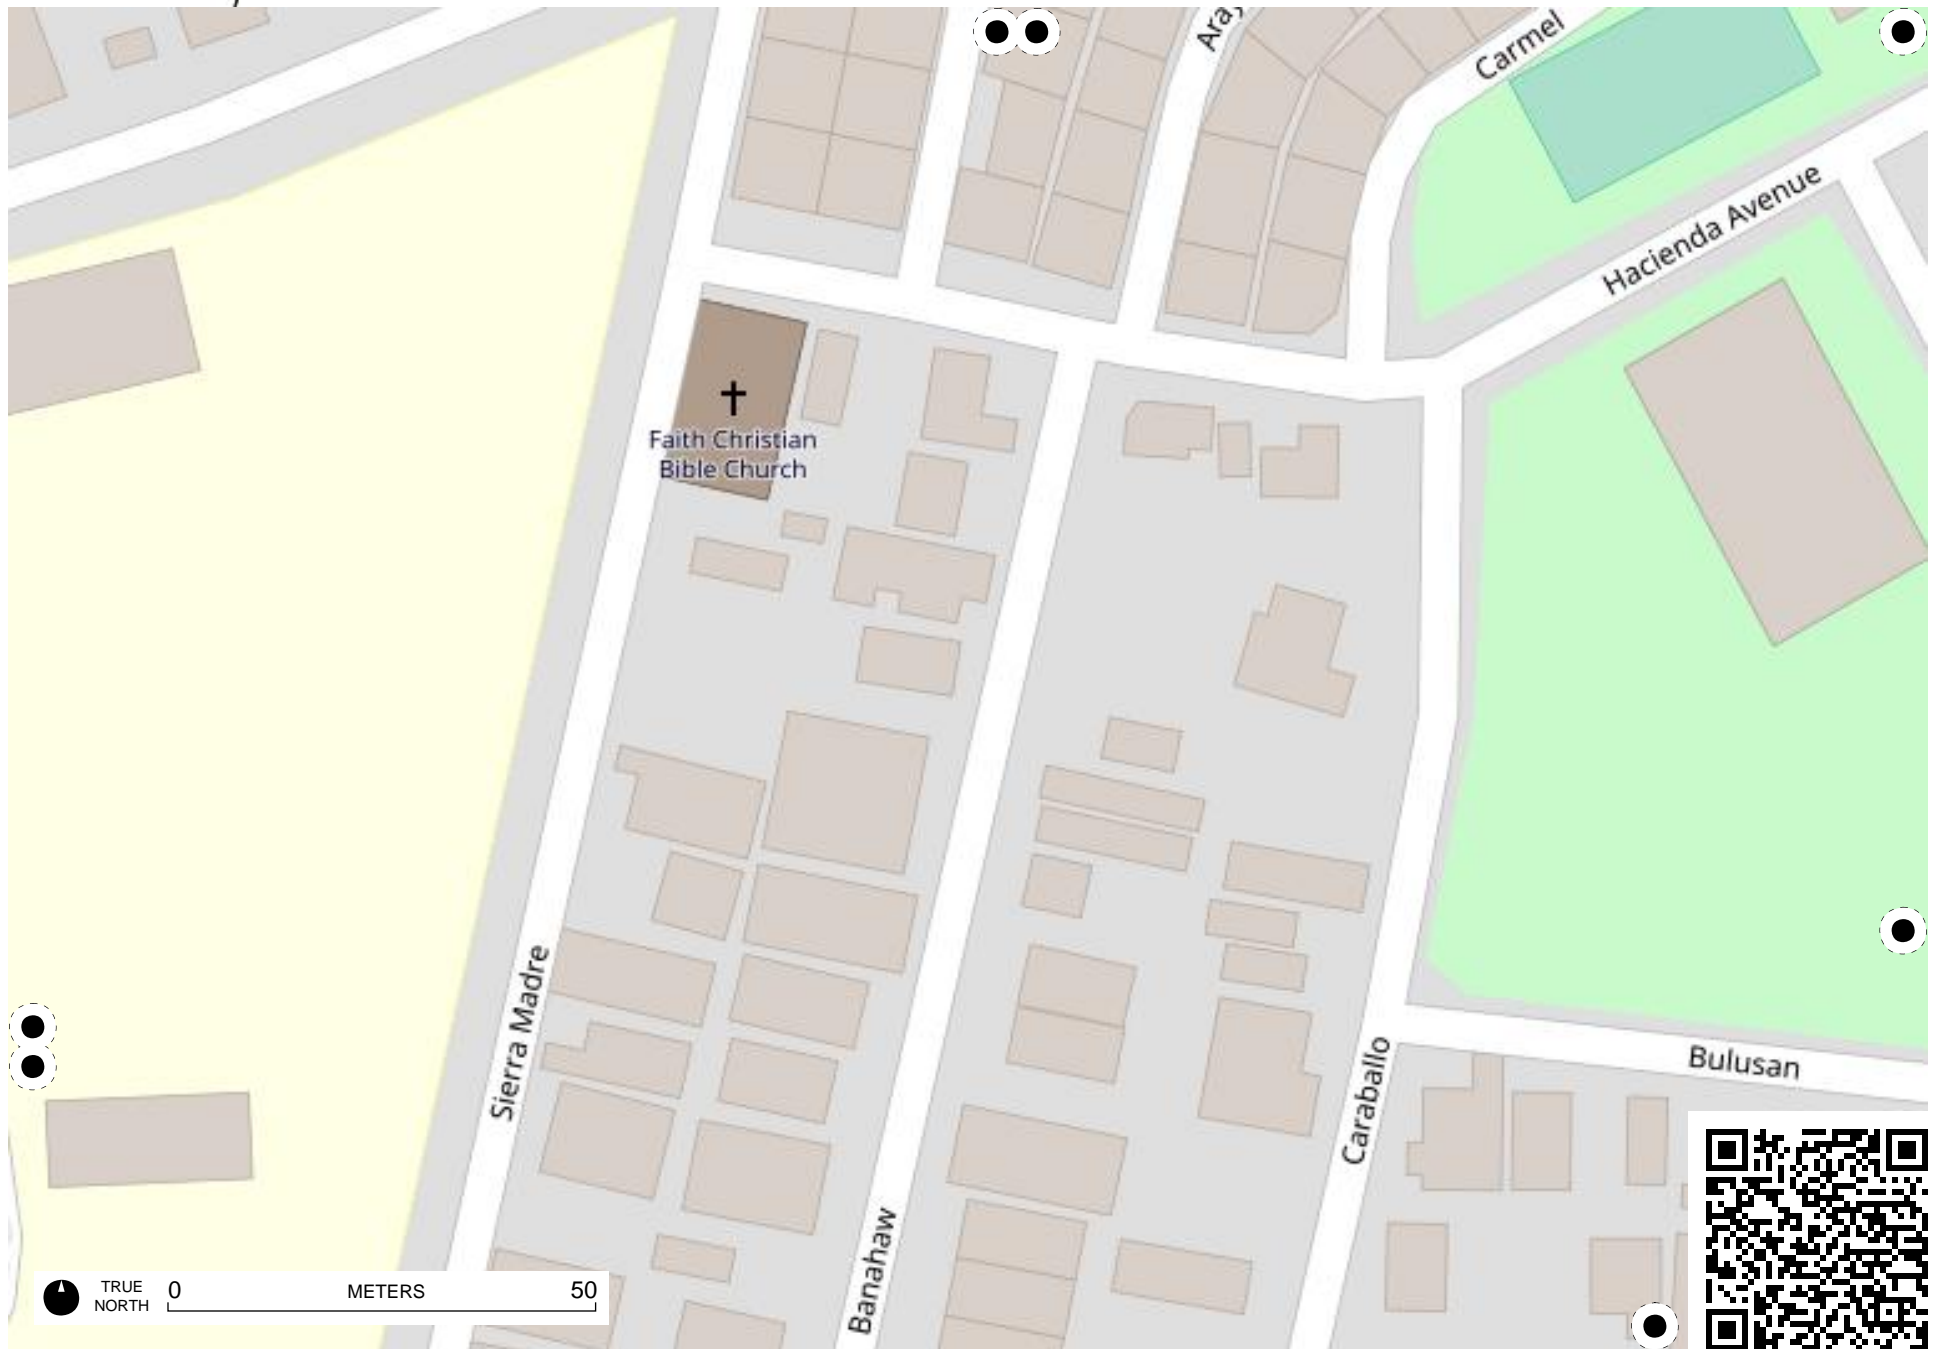 Carmel
Hacienda Avenue
Faith Christian
Bible Church
Sierra Madre
Caraballo
Bulusan
Banahaw
TRUE
NORTH
0 METERS 50